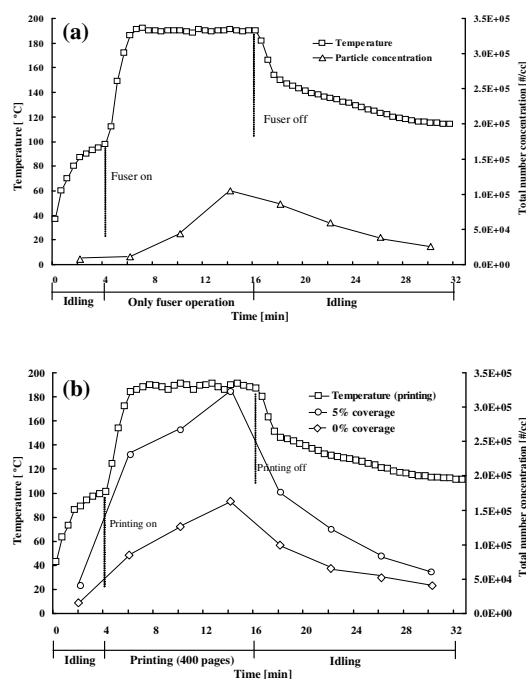 (a)
Temperature
Particle concentration
Fuser on
Fuser off
Temperature [ °C]
200
180
160
140
120
100
80
60
40
20
0
Total number concentration [#/cc]
3.5E+05
3.0E+05
2.5E+05
2.0E+05
1.5E+05
1.0E+05
5.0E+04
0.0E+00
0 4 8 12 16 20 24 28 32
Idling Only fuser operation Idling
Time [min]
(b)
Temperature (printing)
5% coverage
0% coverage
Printing on
Printing off
Temperature [ °C]
200
180
160
140
120
100
80
60
40
20
0
Total number concentration [#/cc]
3.5E+05
3.0E+05
2.5E+05
2.0E+05
1.5E+05
1.0E+05
5.0E+04
0.0E+00
0 4 8 12 16 20 24 28 32
Idling Printing (400 pages) Idling
Time [min]